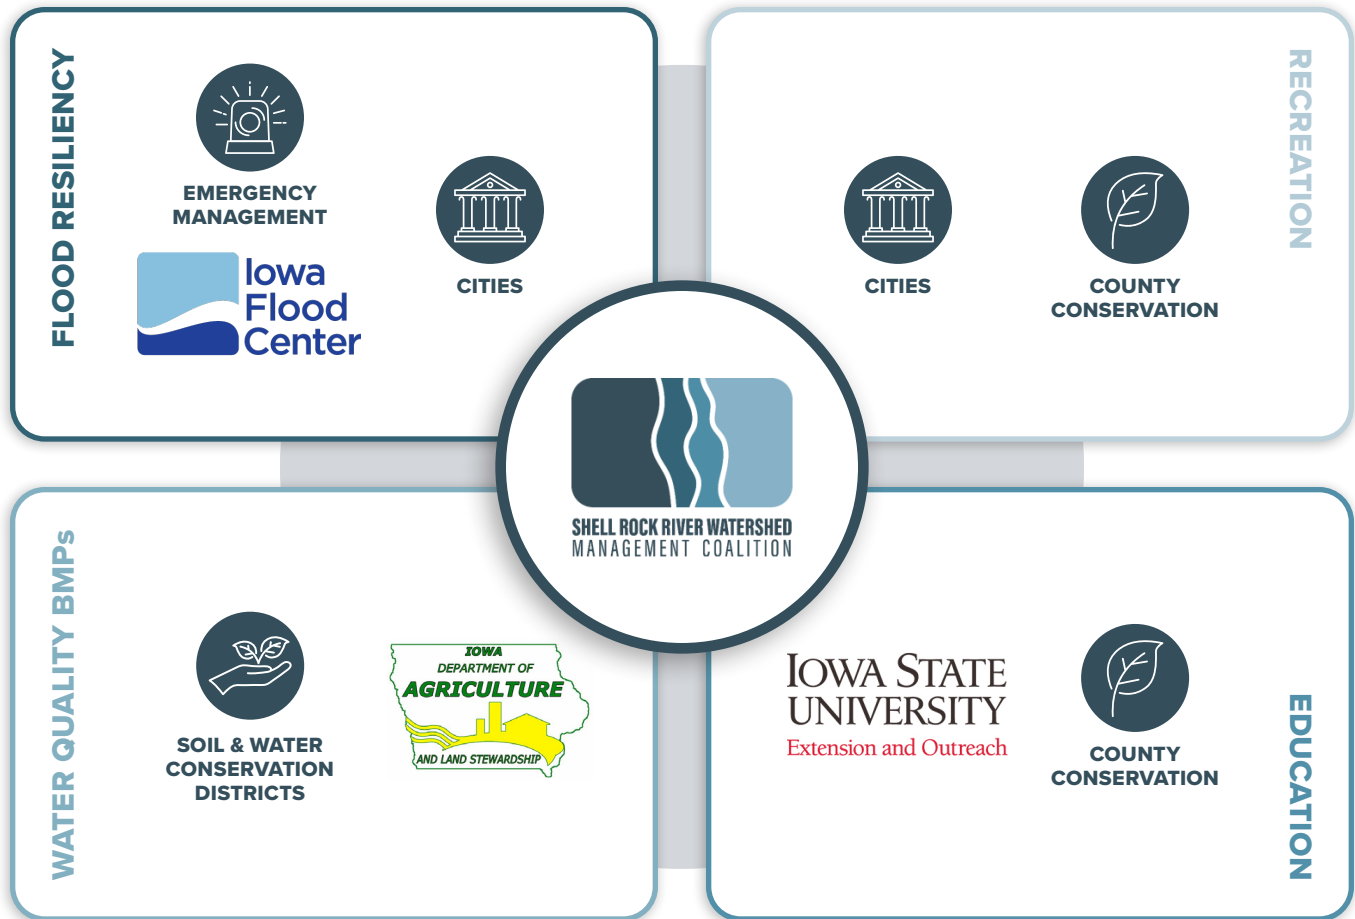 FLOOD RESILIENCY
EMERGENCY
MANAGEMENT
Iowa
Flood
Center
CITIES
RECREATION
CITIES
COUNTY
CONSERVATION
SHELL ROCK RIVER WATERSHED
MANAGEMENT COALITION
WATER QUALITY BMPs
SOIL & WATER
CONSERVATION
DISTRICTS
IOWA
DEPARTMENT OF
AGRICULTURE
AND LAND STEWARDSHIP
IOWA STATE
UNIVERSITY
Extension and Outreach
COUNTY
CONSERVATION
EDUCATION